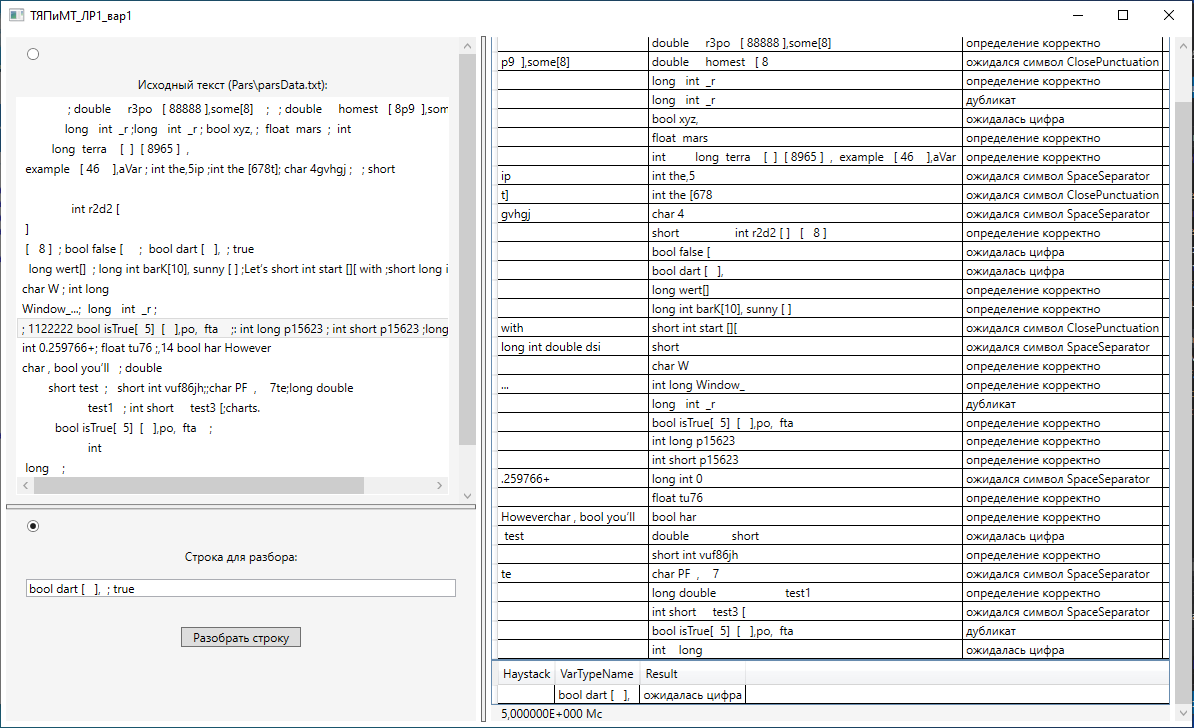 ТЯПиМТ_ЛР1_вар1
Исходный текст (Pars\parsData.txt):
; double r3po [ 88888 ],some[8] ; ; double homest [ 8p9 ],som
long int _r ;long int _r ; bool xyz, ; float mars ; int
long terra [ ] [ 8965 ] ,
example [ 46 ],aVar ; int the,5ip ;int the [678t]; char 4gvhgj ; ; short
int r2d2 [
]
[ 8 ] ; bool false [ ; bool dart [ ], ; true
long wert[] ; long int barK[10], sunny [ ] ;Let's short int start [][ with ;short long i
char W ; int long
Window_...; long int _r ;
; 1122222 bool isTrue[ 5] [ ],po, fta ;: int long p15623 ; int short p15623 ;long
int 0.259766+; float tu76 ;,14 bool har However
char , bool you'll ; double
short test ; short int vuf86jh;;char PF , 7te;long double
test1 ; int short test3 [;charts.
bool isTrue[ 5] [ ],po, fta ;
int
long ;
Строка для разбора:
bool dart [ ], ; true
Разобрать строку
double r3po [ 88888 ],some[8] определение корректно
p9 ],some[8] double homest [ 8 ожидался символ ClosePunctuation
long int _r определение корректно
long int _r дубликат
bool xyz, ожидалась цифра
float mars определение корректно
int long terra [ ] [ 8965 ] , example [ 46 ],aVar определение корректно
ip int the,5 ожидался символ SpaceSeparator
t] int the [678 ожидался символ ClosePunctuation
gvhgj char 4 ожидался символ SpaceSeparator
short int r2d2 [ ] [ 8 ] определение корректно
bool false [ ожидалась цифра
bool dart [ ], ожидалась цифра
long wert[] определение корректно
long int barK[10], sunny [ ] определение корректно
with short int start [][ ожидался символ ClosePunctuation
long int double dsi short ожидался символ SpaceSeparator
char W определение корректно
... int long Window_ определение корректно
long int _r дубликат
bool isTrue[ 5] [ ],po, fta определение корректно
int long p15623 определение корректно
int short p15623 определение корректно
.259766+ long int 0 ожидался символ SpaceSeparator
float tu76 определение корректно
Howeverchar , bool you'll bool har определение корректно
test double short ожидалась цифра
short int vuf86jh определение корректно
te char PF , 7 ожидался символ SpaceSeparator
long double test1 определение корректно
int short test3 [ ожидался символ SpaceSeparator
bool isTrue[ 5] [ ],po, fta дубликат
int long ожидалась цифра
Haystack VarTypeName Result
bool dart [ ], ожидалась цифра
5,000000E+000 Мс